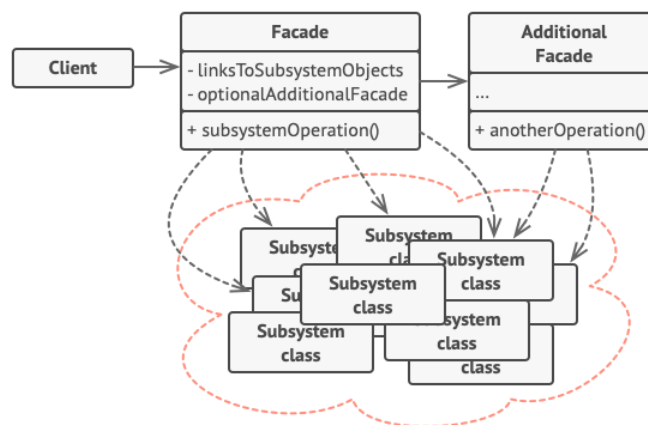 Facade
Additional
Facade
Client
- linksToSubsystemObjects
- optionalAdditionalFacade
...
+ subsystemOperation()
+ anotherOperation()
Subsystem
Subsystem
class
Subsystem
class
Subsystem
class
Subsystem
class
Subsystem
class
class